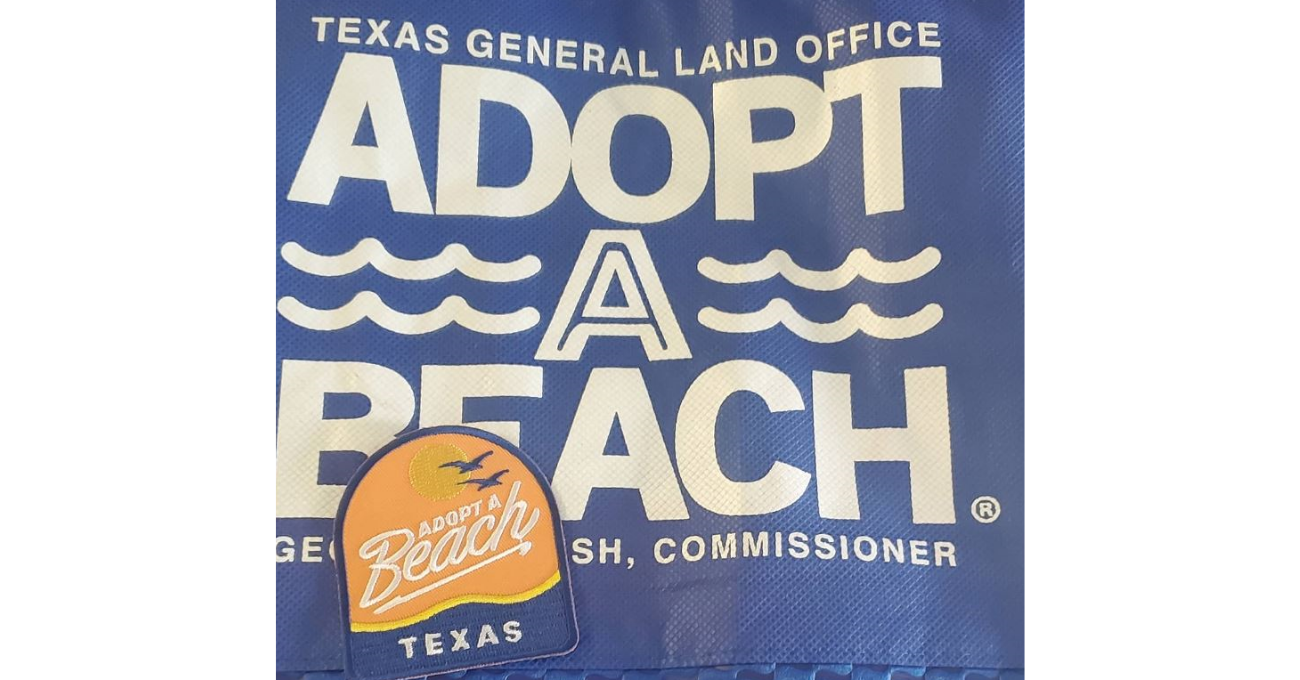 TEXAS GENERAL LAND OFFICE
ADOPT
A
BEACH®
COMMISSIONER
ADOPT A
Beach
TEXAS